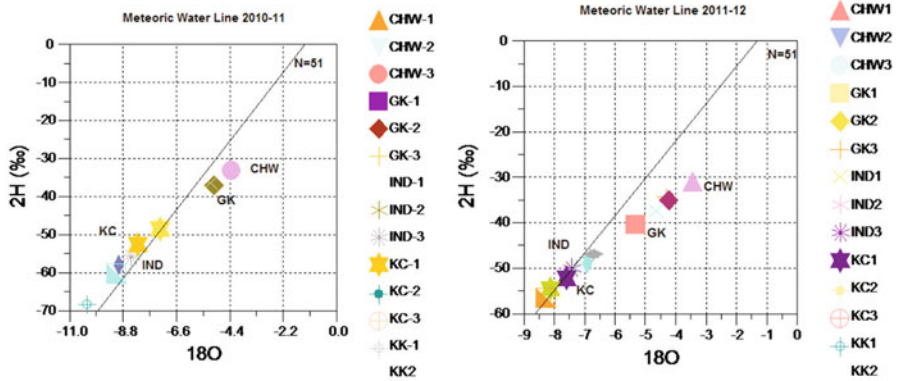 Meteoric Water Line 2010-11
0
-10
-20
-30
-40
-50
-60
-70
2H (‰)
N=51
CHW
GK
KC
IND
-11.0 -8.8 -6.6 -4.4 -2.2 0.0
18O
CHW-1
CHW-2
CHW-3
GK-1
GK-2
GK-3
IND-1
IND-2
IND-3
KC-1
KC-2
KC-3
KK-1
KK2
Meteoric Water Line 2011-12
0
-10
-20
-30
-40
-50
-60
2H (‰)
N=51
CHW
GK
IND
KC
-9 -8 -7 -6 -5 -4 -3 -2 -1 0
18O
CHW1
CHW2
CHW3
GK1
GK2
GK3
IND1
IND2
IND3
KC1
KC2
KC3
KK1
KK2